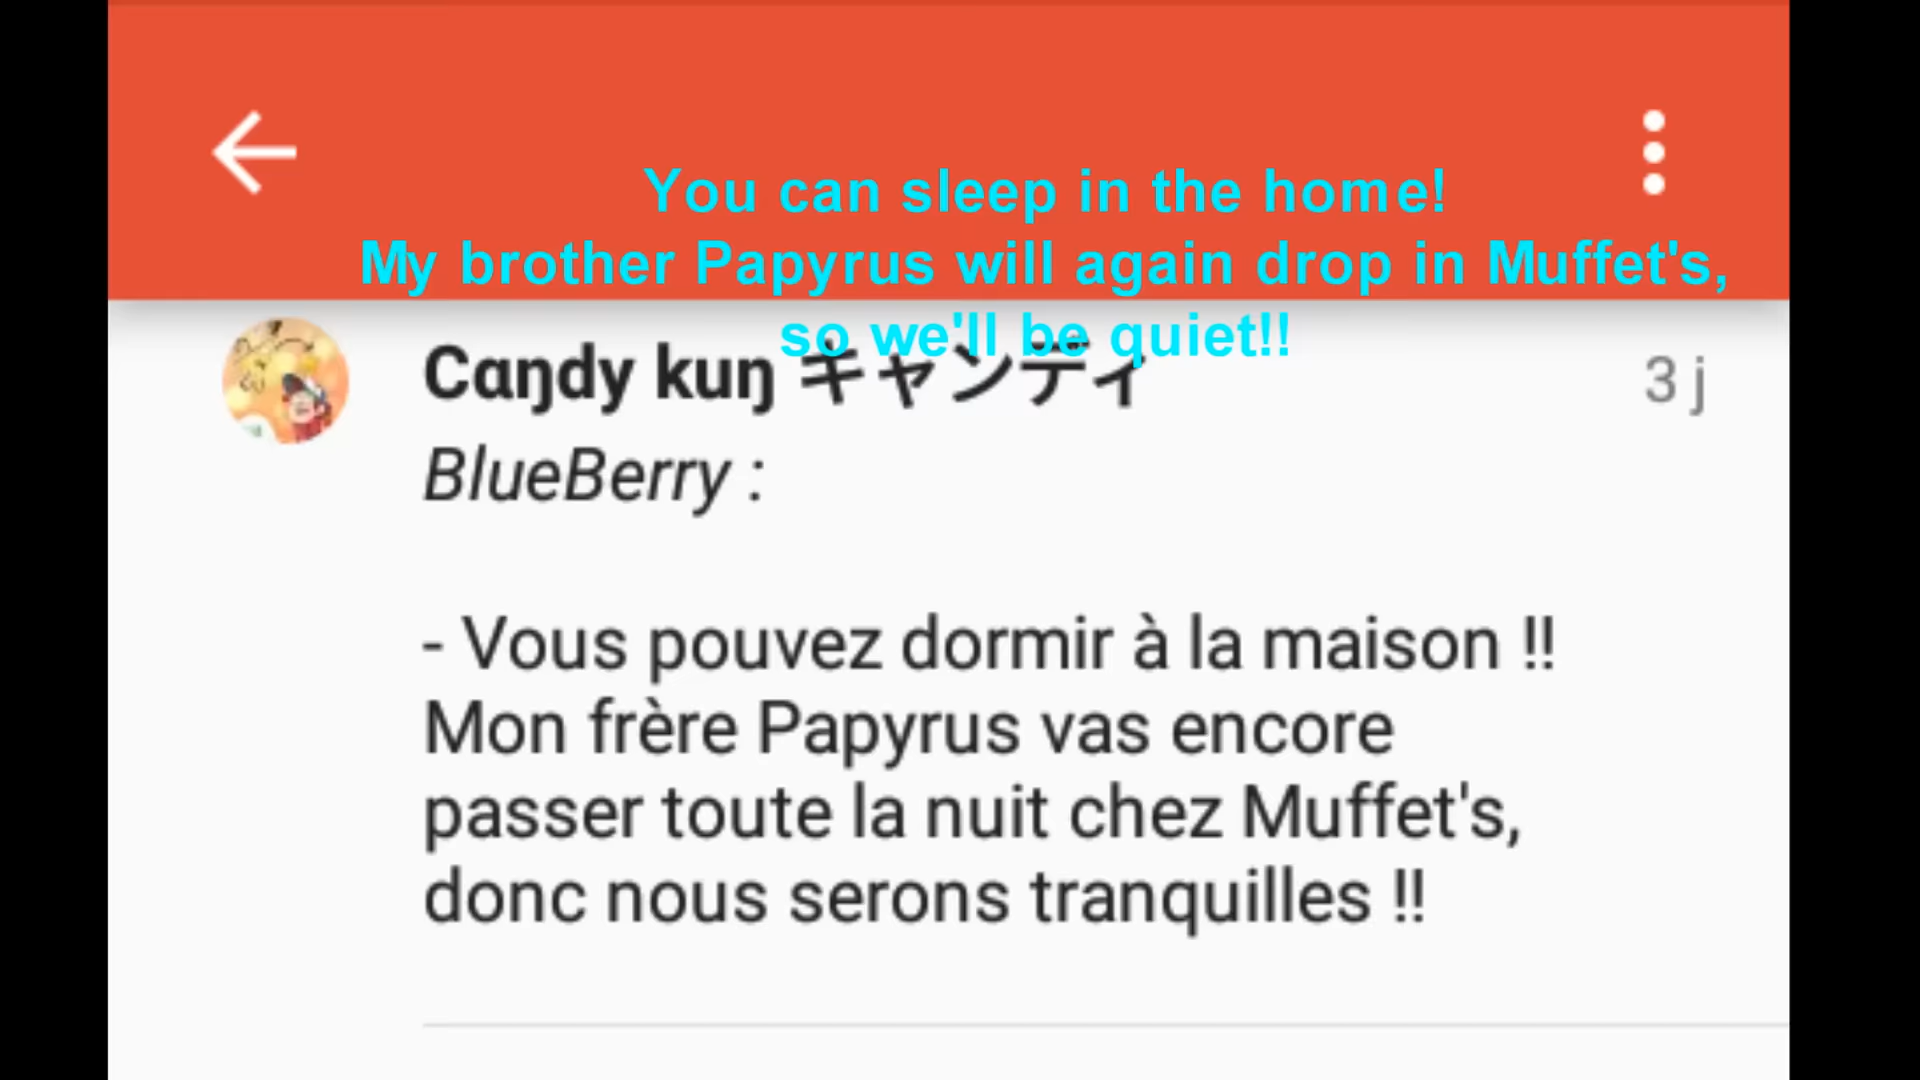 You can sleep in the home!
My brother Papyrus will again drop in Muffet's,
so we'll be quiet!!
Cαŋdy kuŋ キャンディ
3 j
BlueBerry :
- Vous pouvez dormir à la maison !!
Mon frère Papyrus vas encore
passer toute la nuit chez Muffet's,
donc nous serons tranquilles !!